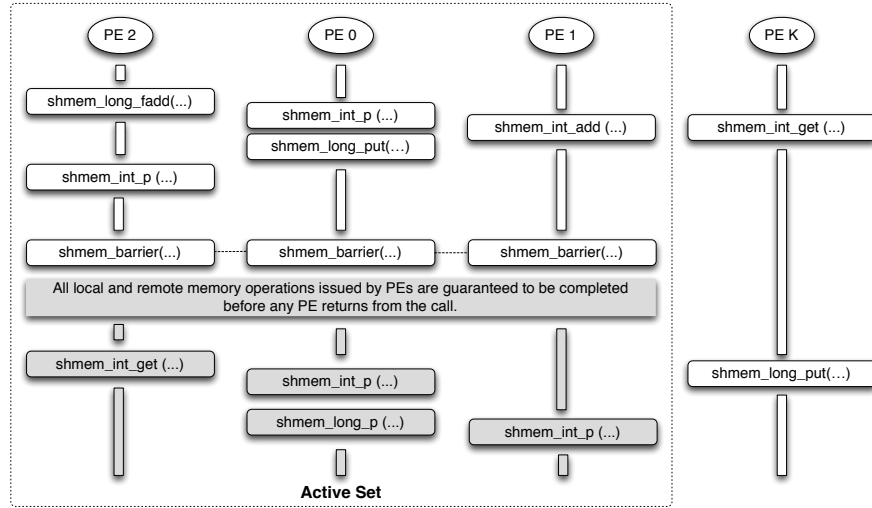 PE 2
PE 0
PE 1
PE K
shmem_long_fadd(...)
shmem_int_p (...)
shmem_long_put(...)
shmem_int_add (...)
shmem_int_get (...)
shmem_int_p (...)
shmem_barrier(...)
shmem_barrier(...)
shmem_barrier(...)
All local and remote memory operations issued by PEs are guaranteed to be completed
before any PE returns from the call.
shmem_int_get (...)
shmem_int_p (...)
shmem_long_p (...)
shmem_int_p (...)
shmem_long_put(...)
Active Set